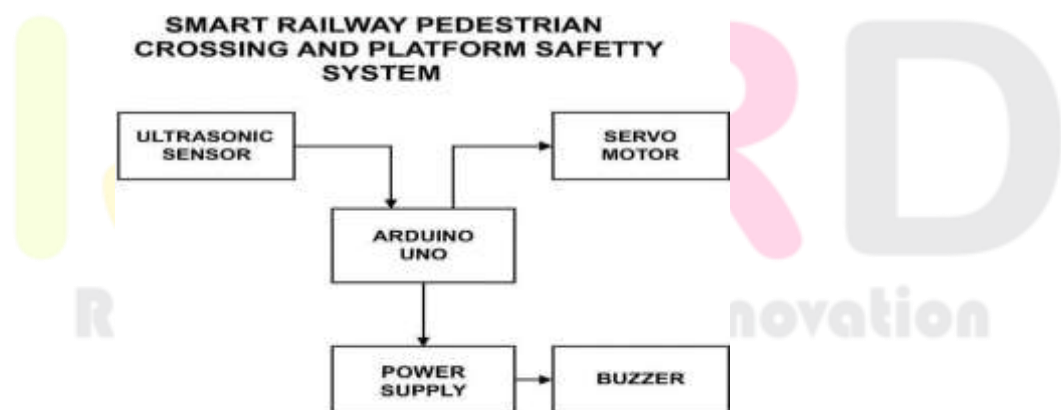 SMART RAILWAY PEDESTRIAN
CROSSING AND PLATFORM SAFETTY
SYSTEM
ULTRASONIC
SENSOR
SERVO
MOTOR
ARDUINO
UNO
POWER
SUPPLY
BUZZER